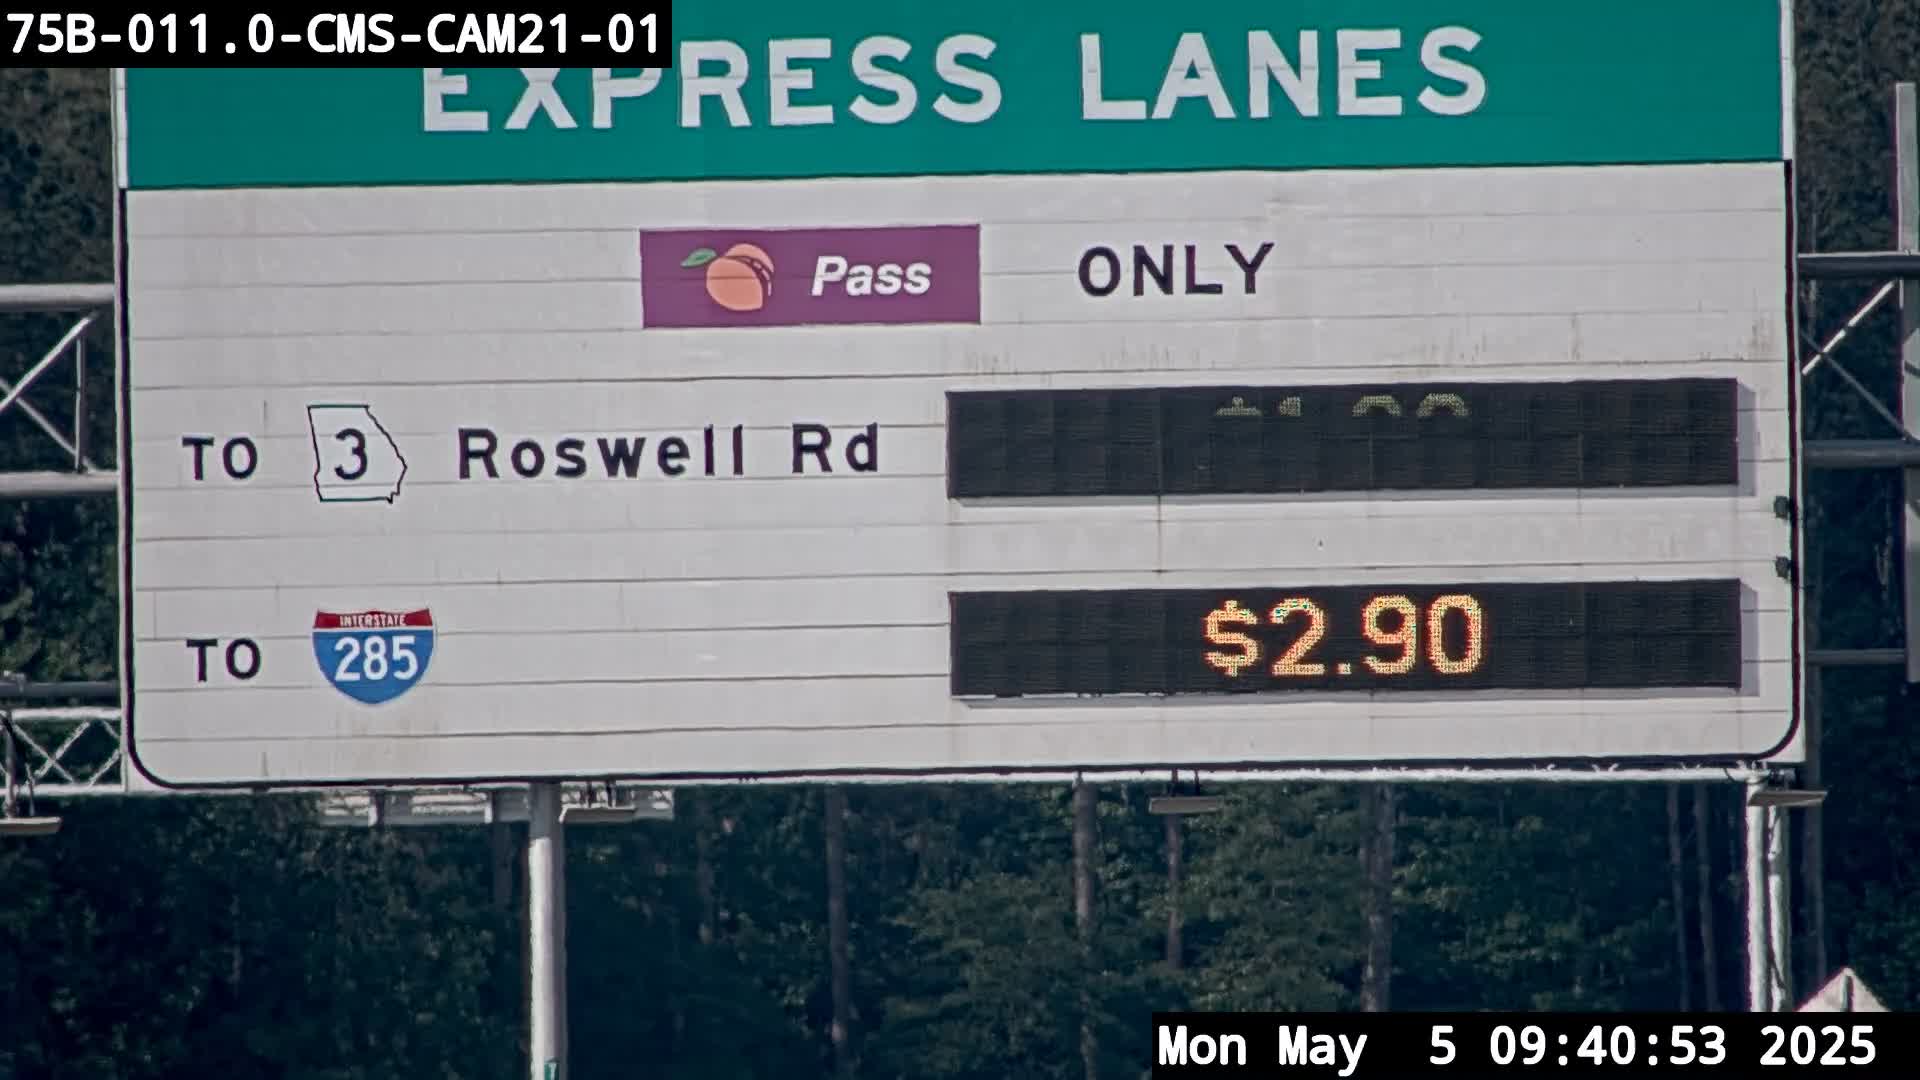 75B-011.0-CMS-CAM21-01
EXPRESS LANES
Pass ONLY
TO 3 Roswell Rd
TO INTERSTATE 285 $2.90
Mon May 5 09:40:53 2025